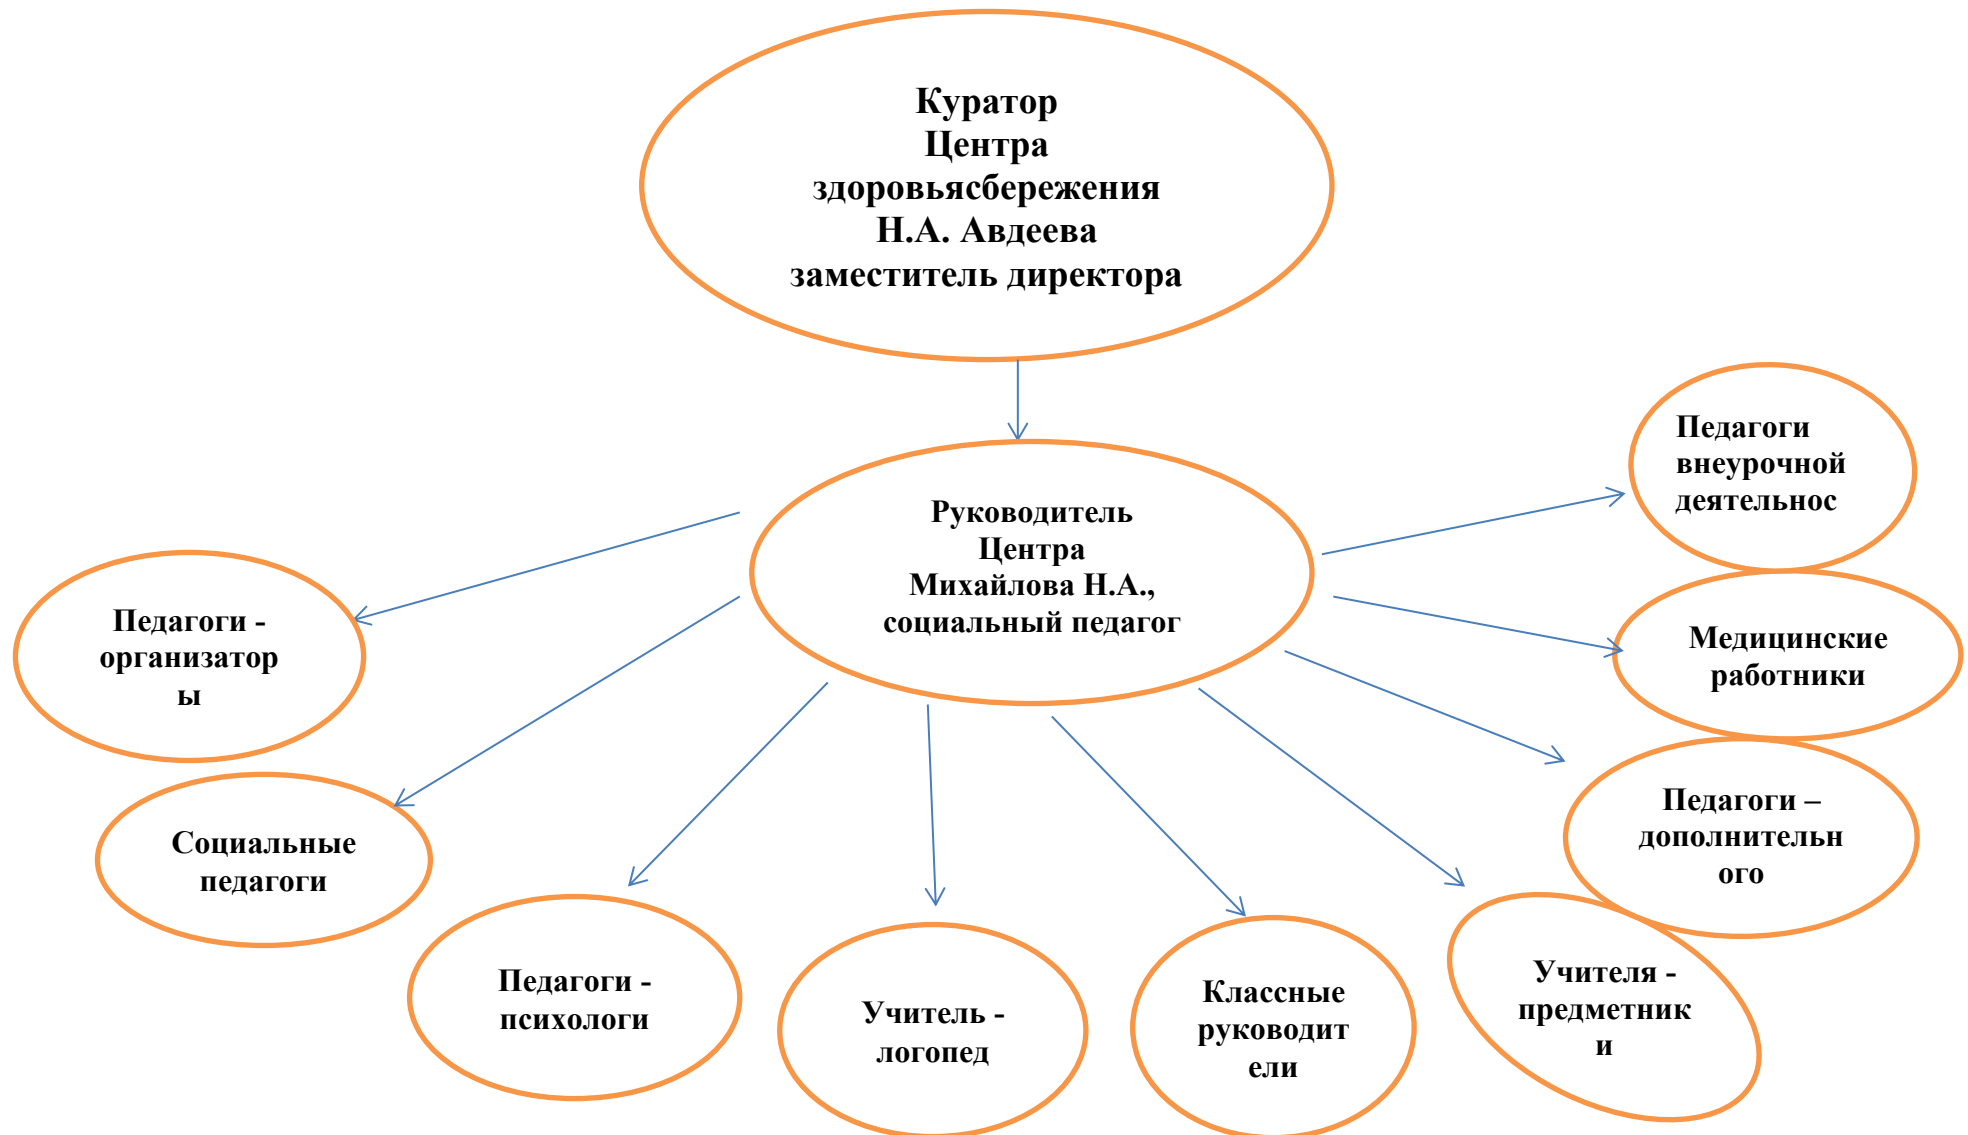 Куратор
Центра
здоровьясбережения
Н.А. Авдеева
заместитель директора
Руководитель
Центра
Михайлова Н.А.,
социальный педагог
Педагоги
внеурочной
деятельнос
Медицинские
работники
Педагоги –
дополнительн
ого
Учителя -
предметник
и
Классные
руководит
ели
Учитель -
логопед
Педагоги -
психологи
Социальные
педагоги
Педагоги -
организатор
ы